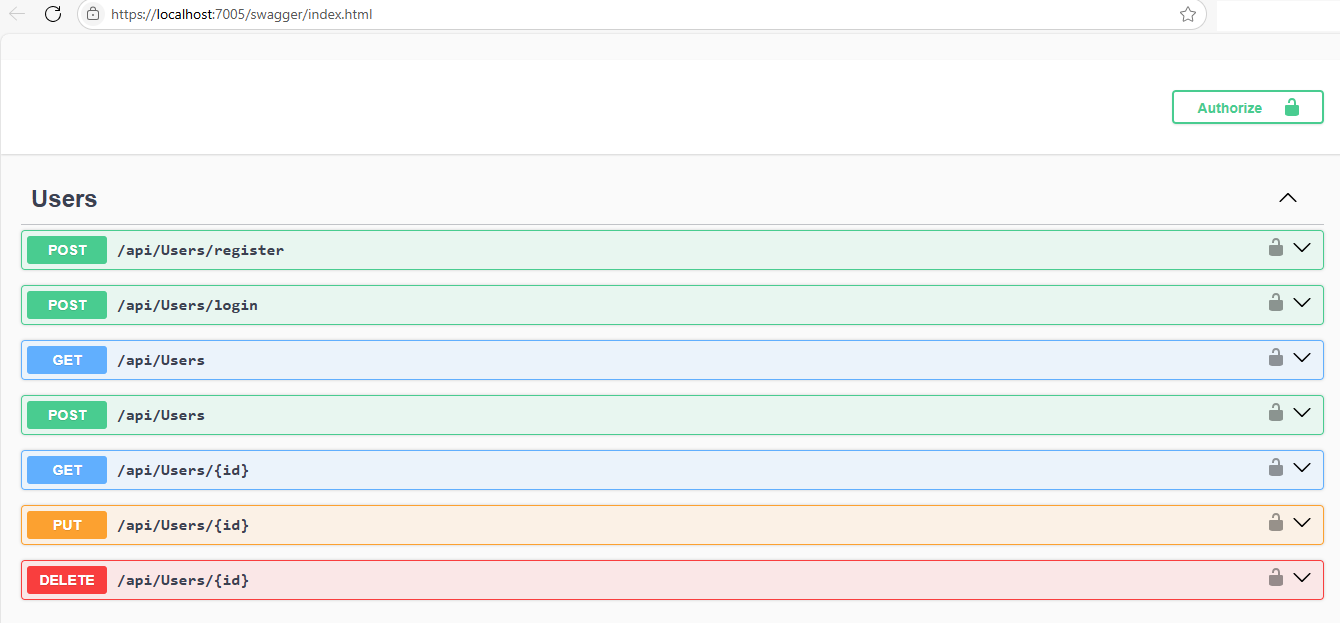 https://localhost:7005/swagger/index.html
Authorize
Users
POST /api/Users/register
POST /api/Users/login
GET /api/Users
POST /api/Users
GET /api/Users/{id}
PUT /api/Users/{id}
DELETE /api/Users/{id}